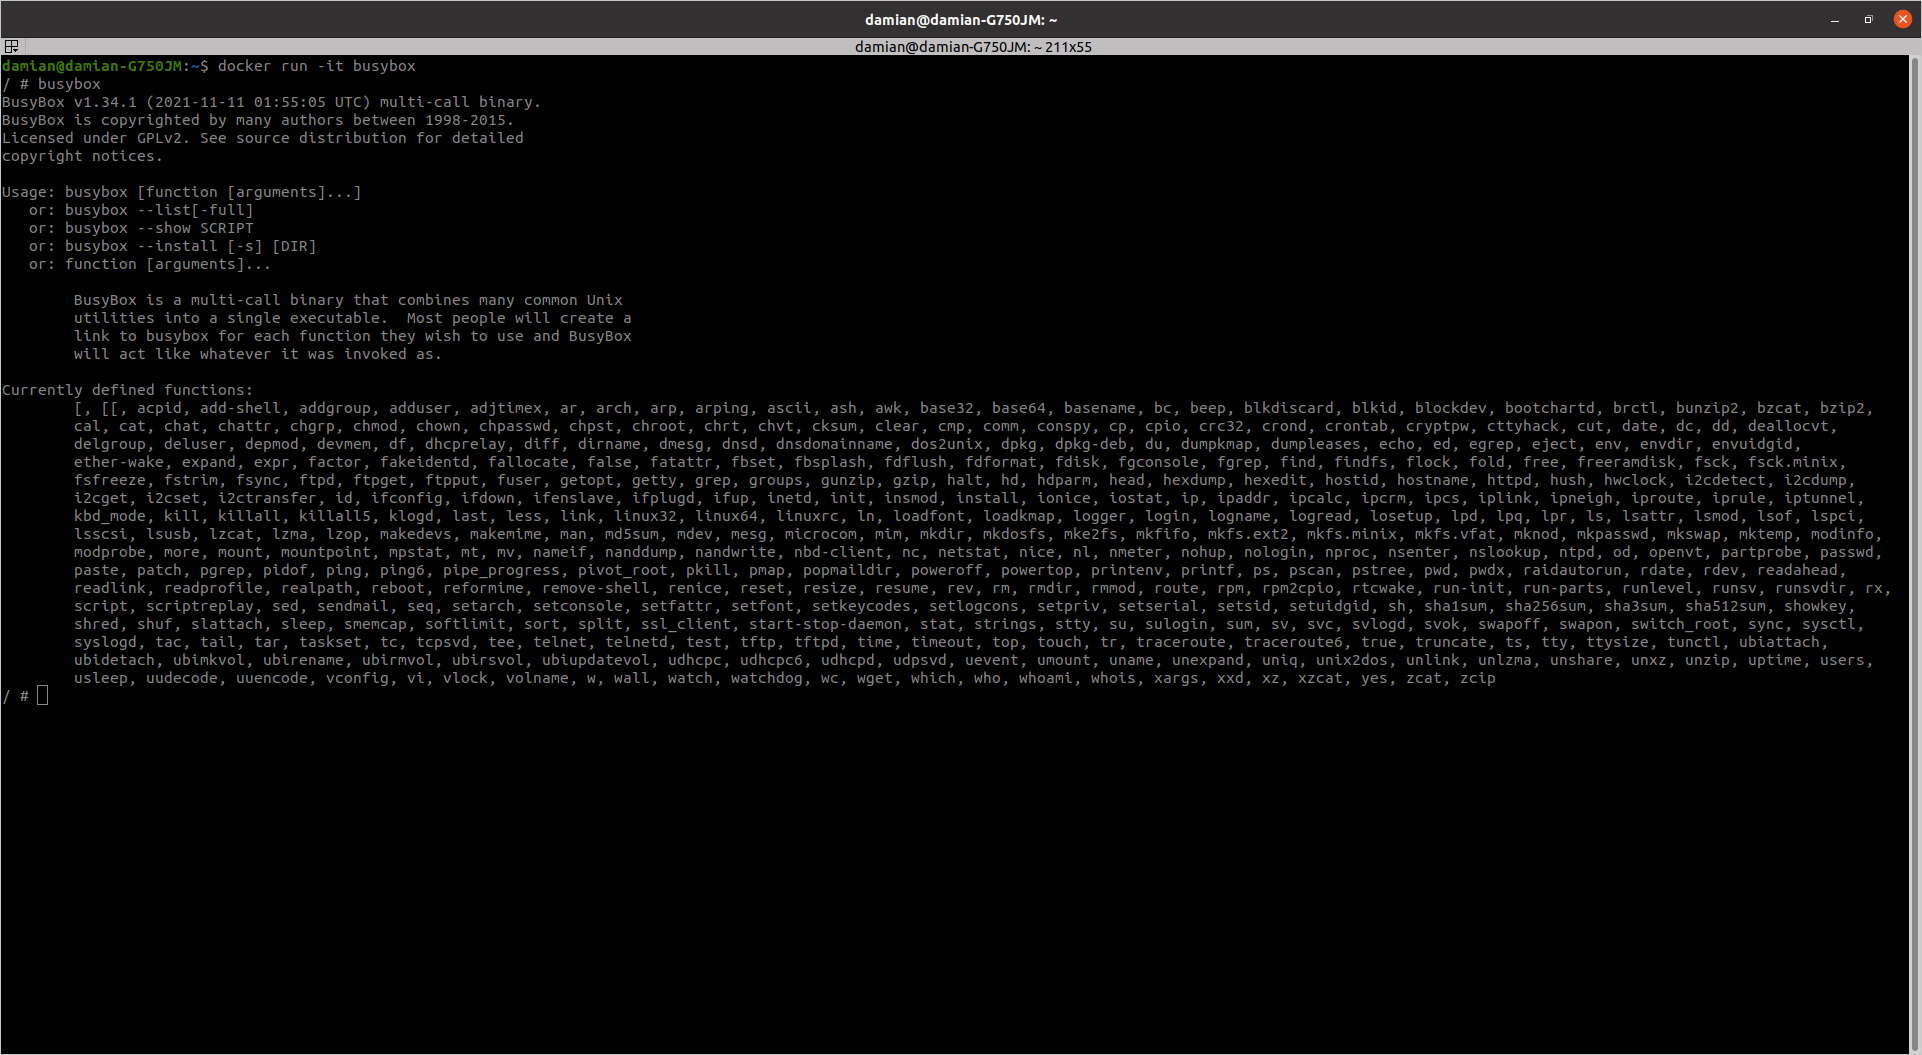 damian@damian-G750JM: ~
damian@damian-G750JM: ~ 211x55
damian@damian-G750JM:~$ docker run -it busybox
/ # busybox
BusyBox v1.34.1 (2021-11-11 01:55:05 UTC) multi-call binary.
BusyBox is copyrighted by many authors between 1998-2015.
Licensed under GPLv2. See source distribution for detailed
copyright notices.

Usage: busybox [function [arguments]...]
   or: busybox --list[-full]
   or: busybox --show SCRIPT
   or: busybox --install [-s] [DIR]
   or: function [arguments]...

        BusyBox is a multi-call binary that combines many common Unix
        utilities into a single executable.  Most people will create a
        link to busybox for each function they wish to use and BusyBox
        will act like whatever it was invoked as.

Currently defined functions:
        [, [[, acpid, add-shell, addgroup, adduser, adjtimex, ar, arch, arp, arping, ascii, ash, awk, base32, base64, basename, bc, beep, blkdiscard, blkid, blockdev, bootchartd, brctl, bunzip2, bzcat, bzip2,
        cal, cat, chat, chattr, chgrp, chmod, chown, chpasswd, chpst, chroot, chrt, chvt, cksum, clear, cmp, comm, conspy, cp, cpio, crc32, crond, crontab, cryptpw, cttyhack, cut, date, dc, dd, deallocvt,
        delgroup, deluser, depmod, devmem, df, dhcprelay, diff, dirname, dmesg, dnsd, dnsdomainname, dos2unix, dpkg, dpkg-deb, du, dumpkmap, dumpleases, echo, ed, egrep, eject, env, envdir, envuidgid,
        ether-wake, expand, expr, factor, fakeidentd, fallocate, false, fatattr, fbset, fbsplash, fdflush, fdformat, fdisk, fgconsole, fgrep, find, findfs, flock, fold, free, freeramdisk, fsck, fsck.minix,
        fsfreeze, fstrim, fsync, ftpd, ftpget, ftpput, fuser, getopt, getty, grep, groups, gunzip, gzip, halt, hd, hdparm, head, hexdump, hexedit, hostid, hostname, httpd, hush, hwclock, i2cdetect, i2cdump,
        i2cget, i2cset, i2ctransfer, id, ifconfig, ifdown, ifenslave, ifplugd, ifup, inetd, init, insmod, install, ionice, iostat, ip, ipaddr, ipcalc, ipcrm, ipcs, iplink, ipneigh, iproute, iprule, iptunnel,
        kbd_mode, kill, killall, killall5, klogd, last, less, link, linux32, linux64, linuxrc, ln, loadfont, loadkmap, logger, login, logname, logread, losetup, lpd, lpq, lpr, ls, lsattr, lsmod, lsof, lspci,
        lsscsi, lsusb, lzcat, lzma, lzop, makedevs, makemime, man, md5sum, mdev, mesg, microcom, mim, mkdir, mkdosfs, mke2fs, mkfifo, mkfs.ext2, mkfs.minix, mkfs.vfat, mknod, mkpasswd, mkswap, mktemp, modinfo,
        modprobe, more, mount, mountpoint, mpstat, mt, mv, nameif, nanddump, nandwrite, nbd-client, nc, netstat, nice, nl, nmeter, nohup, nologin, nproc, nsenter, nslookup, ntpd, od, openvt, partprobe, passwd,
        paste, patch, pgrep, pidof, ping, ping6, pipe_progress, pivot_root, pkill, pmap, popmaildir, poweroff, powertop, printenv, printf, ps, pscan, pstree, pwd, pwdx, raidautorun, rdate, rdev, readahead,
        readlink, readprofile, realpath, reboot, reformime, remove-shell, renice, reset, resize, resume, rev, rm, rmdir, rmmod, route, rpm, rpm2cpio, rtcwake, run-init, run-parts, runlevel, runsv, runsvdir, rx,
        script, scriptreplay, sed, sendmail, seq, setarch, setconsole, setfattr, setfont, setkeycodes, setlogcons, setpriv, setserial, setsid, setuidgid, sh, sha1sum, sha256sum, sha3sum, sha512sum, showkey,
        shred, shuf, slattach, sleep, smemcap, softlimit, sort, split, ssl_client, start-stop-daemon, stat, strings, stty, su, sulogin, sum, sv, svc, svlogd, svok, swapoff, swapon, switch_root, sync, sysctl,
        syslogd, tac, tail, tar, taskset, tc, tcpsvd, tee, telnet, telnetd, test, tftp, tftpd, time, timeout, top, touch, tr, traceroute, traceroute6, true, truncate, ts, tty, ttysize, tunctl, ubiattach,
        ubidetach, ubimkvol, ubirename, ubirmvol, ubirsvol, ubiupdatevol, udhcpc, udhcpc6, udhcpd, udpsvd, uevent, umount, uname, unexpand, uniq, unix2dos, unlink, unlzma, unshare, unxz, unzip, uptime, users,
        usleep, uudecode, uuencode, vconfig, vi, vlock, volname, w, wall, watch, watchdog, wc, wget, which, who, whoami, whois, xargs, xxd, xz, xzcat, yes, zcat, zcip
/ #